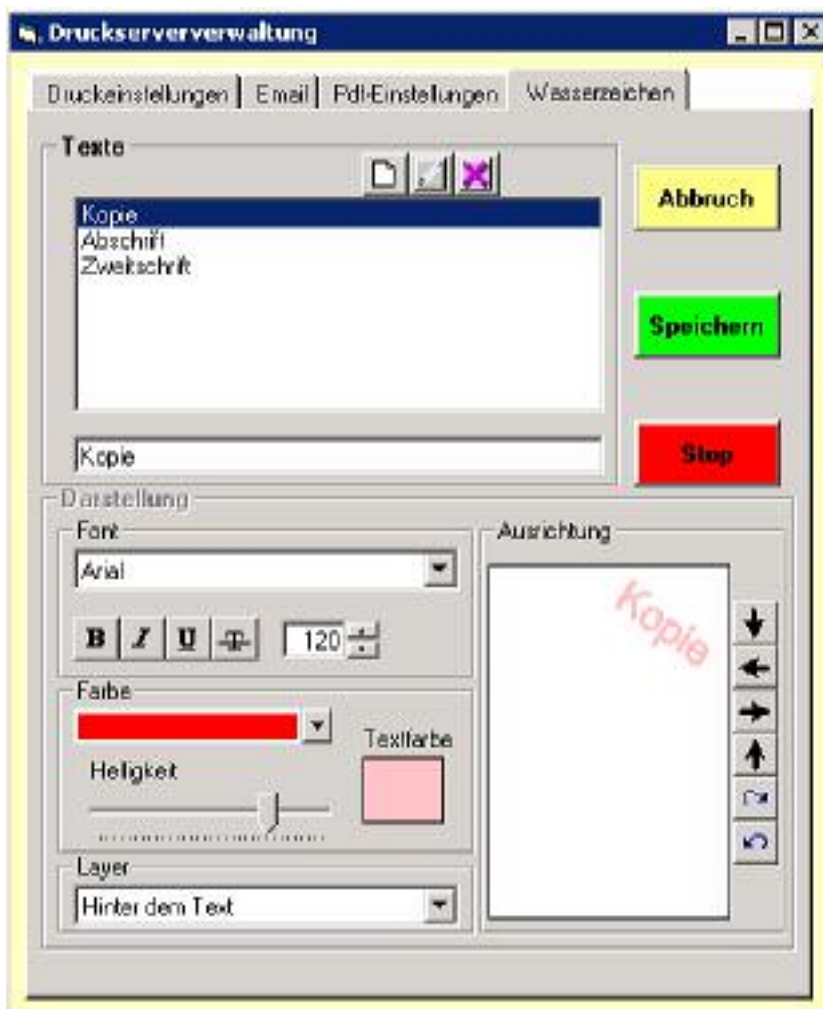 Druckserververwaltung
Druckeinstellungen Email Pdf-Einstellungen Wasserzeichen
Texte
Kopie
Abschrift
Zweitschrift
Kopie
Abbruch
Speichern
Stop
Darstellung
Font
Arial
B I U T 120
Farbe
Helligkeit
Textfarbe
Layer
Hinter dem Text
Ausrichtung
Kopie